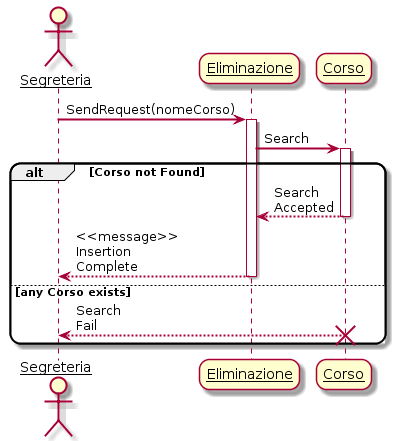 Segreteria
Eliminazione
Corso
SendRequest(nomeCorso)
Search
alt
[Corso not Found]
Search
Accepted
<<message>>
Insertion
Complete
[any Corso exists]
Search
Fail
Segreteria
Eliminazione
Corso